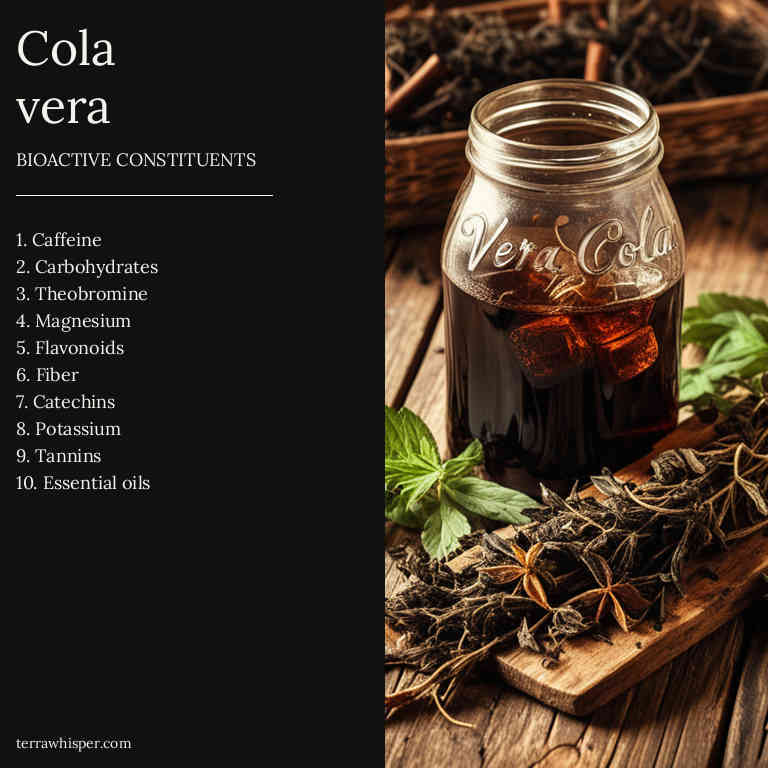 Cola
vera
BIOACTIVE CONSTITUENTS
1. Caffeine
2. Carbohydrates
3. Theobromine
4. Magnesium
5. Flavonoids
6. Fiber
7. Catechins
8. Potassium
9. Tannins
10. Essential oils
terrawhisper.com
Vera Cola